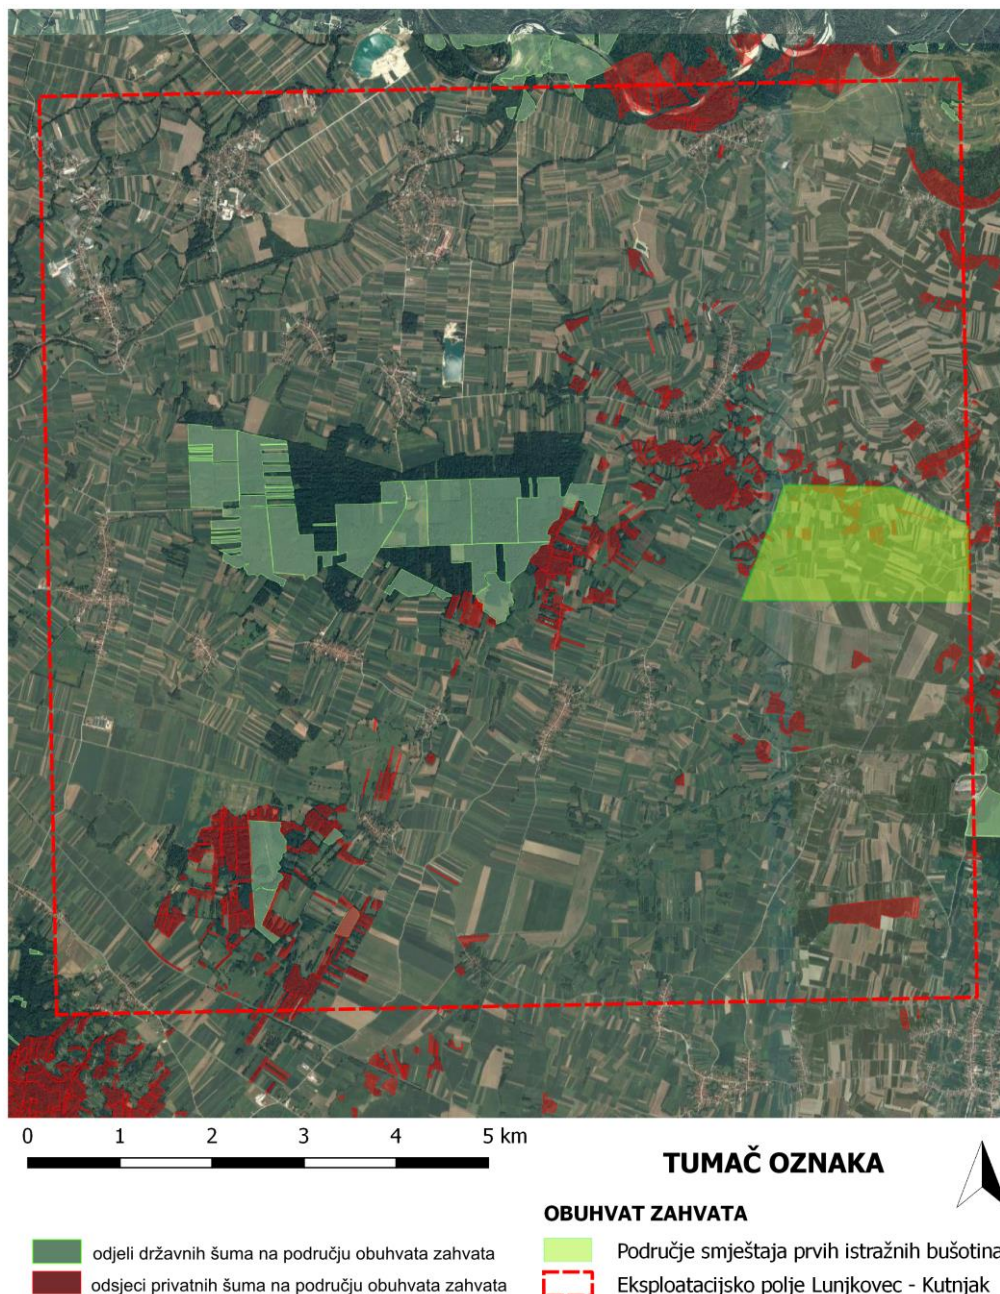 0 1 2 3 4 5 km
TUMAČ OZNAKA
OBUHVAT ZAHVATA
odjeli državnih šuma na području obuhvata zahvata
Područje smještaja prvih istražnih bušotina
odsjeci privatnih šuma na području obuhvata zahvata
Eksploatacijsko polje Lunjkovec - Kutnjak